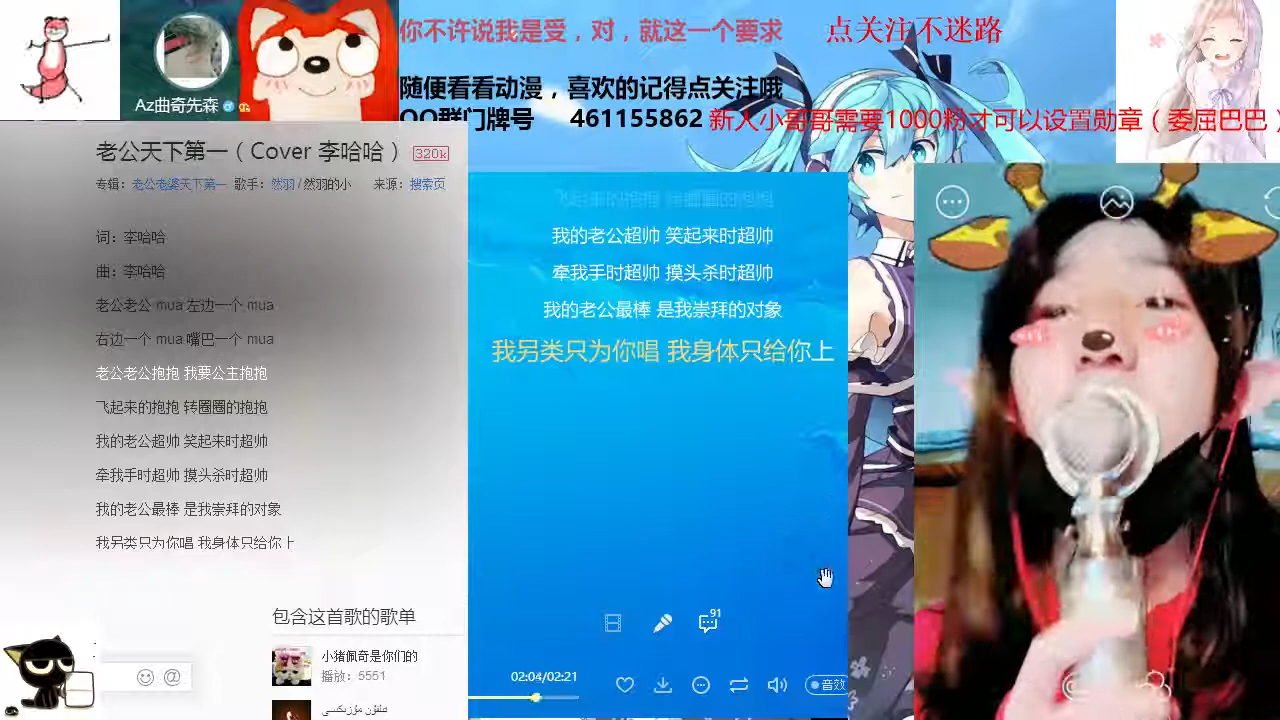 你不许说我是受，对，就这一个要求
点关注不迷路
Az曲奇先森
随便看看动漫，喜欢的记得点关注哦
QQ群门牌号 461155862
新人小哥哥需要1000粉才可以设置勋章（委屈巴巴）
老公天下第一（Cover 李哈哈） 320k
专辑：老公老婆天下第一 歌手：然羽 / 然羽的小 来源：搜索页
词：李哈哈
曲：李哈哈
老公老公 mua 左边一个 mua
右边一个 mua 嘴巴一个 mua
老公老公抱抱 我要公主抱抱
飞起来的抱抱 转圈圈的抱抱
我的老公超帅 笑起来时超帅
牵我手时超帅 摸头杀时超帅
我的老公最棒 是我崇拜的对象
我另类只为你唱 我身体只给你上
飞起来的抱抱 转圈圈的抱抱
我的老公超帅 笑起来时超帅
牵我手时超帅 摸头杀时超帅
我的老公最棒 是我崇拜的对象
我另类只为你唱 我身体只给你上
包含这首歌的歌单
小猪佩奇是你们的
播放：5551
91
02:04/02:21
音效